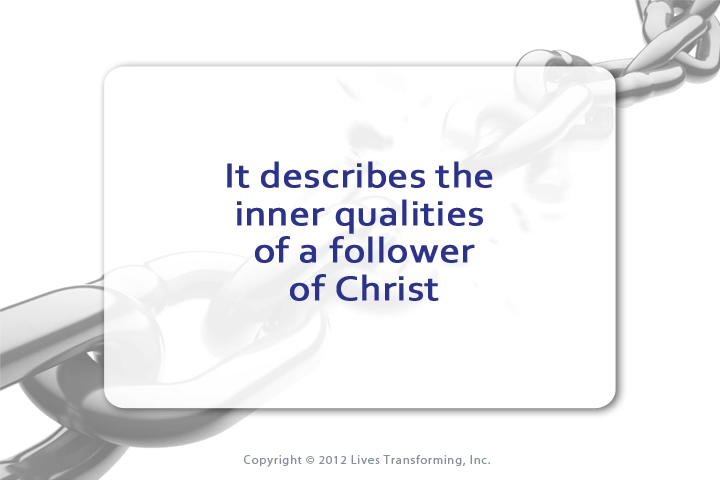 It describes the
inner qualities
of a follower
of Christ
Copyright © 2012 Lives Transforming, Inc.